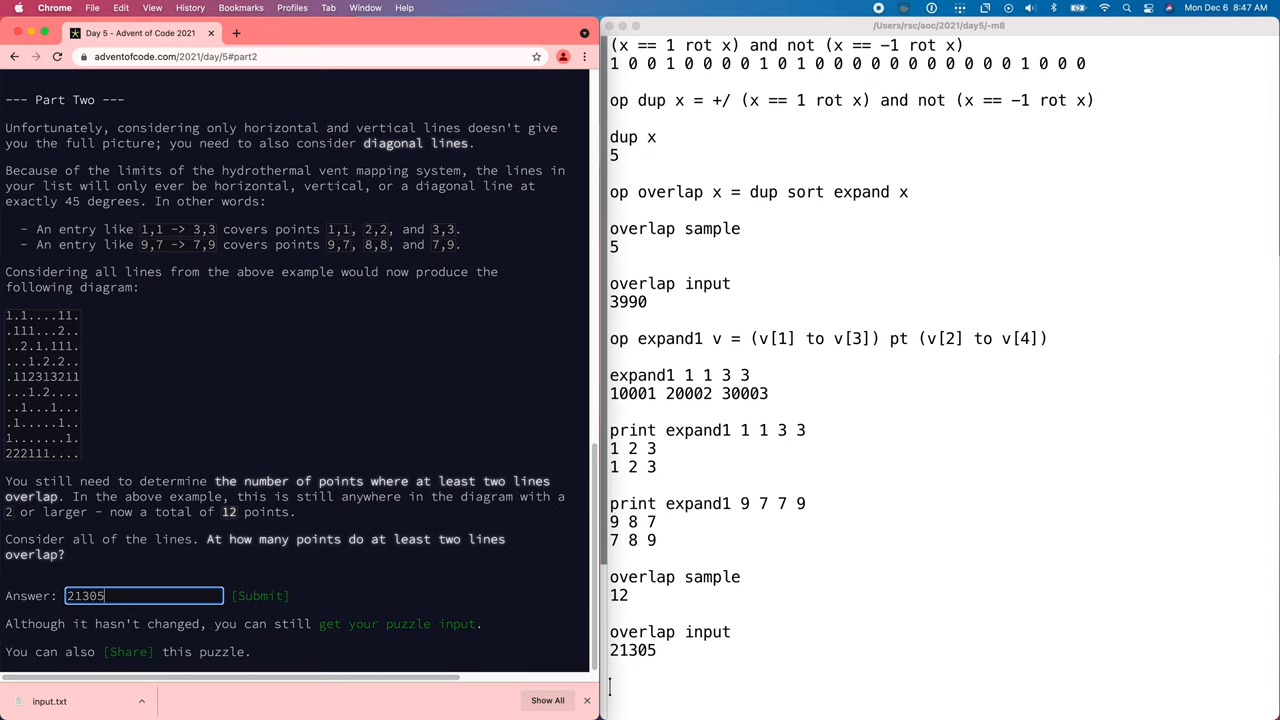 Chrome File Edit View History Bookmarks Profiles Tab Window Help
Mon Dec 6 8:47 AM
Day 5 - Advent of Code 2021
adventofcode.com/2021/day/5#part2
--- Part Two ---
Unfortunately, considering only horizontal and vertical lines doesn't give
you the full picture; you need to also consider diagonal lines.
Because of the limits of the hydrothermal vent mapping system, the lines in
your list will only ever be horizontal, vertical, or a diagonal line at
exactly 45 degrees. In other words:
- An entry like 1,1 -> 3,3 covers points 1,1, 2,2, and 3,3.
- An entry like 9,7 -> 7,9 covers points 9,7, 8,8, and 7,9.
Considering all lines from the above example would now produce the
following diagram:
1.1....11.
.111...2..
..2.1.111.
...1.2.2..
.112313211
...1.2....
..1...1...
.1.....1..
1.......1.
222111....
You still need to determine the number of points where at least two lines
overlap. In the above example, this is still anywhere in the diagram with a
2 or larger - now a total of 12 points.
Consider all of the lines. At how many points do at least two lines
overlap?
Answer: 21305 [Submit]
Although it hasn't changed, you can still get your puzzle input.
You can also [Share] this puzzle.
input.txt
Show All
/Users/rsc/aoc/2021/day5/-m8
(x == 1 rot x) and not (x == -1 rot x)
1 0 0 1 0 0 0 0 1 0 1 0 0 0 0 0 0 0 0 0 0 0 1 0 0 0
op dup x = +/ (x == 1 rot x) and not (x == -1 rot x)
dup x
5
op overlap x = dup sort expand x
overlap sample
5
overlap input
3990
op expand1 v = (v[1] to v[3]) pt (v[2] to v[4])
expand1 1 1 3 3
10001 20002 30003
print expand1 1 1 3 3
1 2 3
1 2 3
print expand1 9 7 7 9
9 8 7
7 8 9
overlap sample
12
overlap input
21305